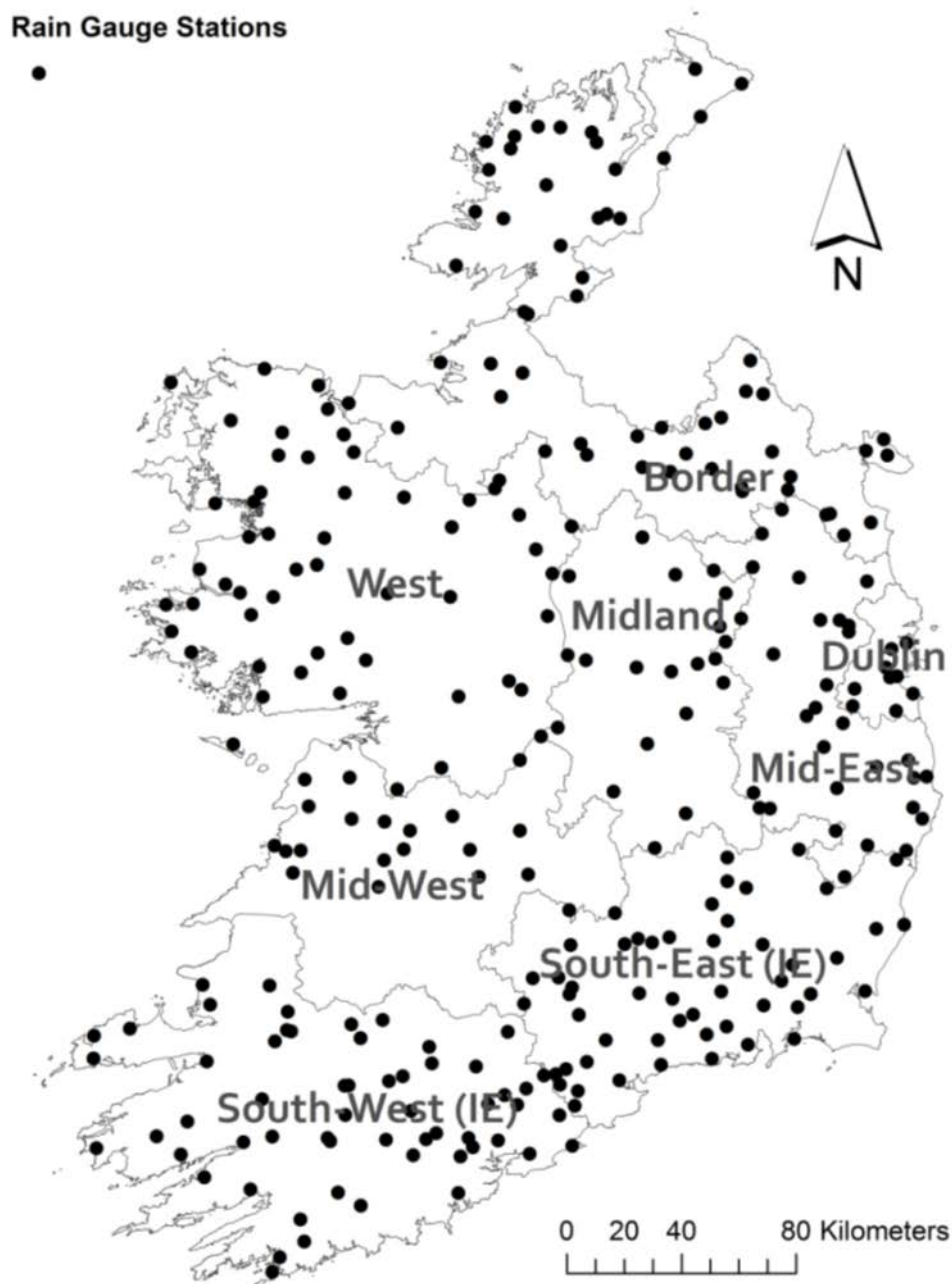 Rain Gauge Stations
N
Border
West
Midland
Dublin
Mid-East
Mid-West
South-East (IE)
South-West (IE)
0 20 40 80 Kilometers